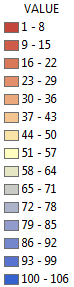 VALUE
1 - 8
9 - 15
16 - 22
23 - 29
30 - 36
37 - 43
44 - 50
51 - 57
58 - 64
65 - 71
72 - 78
79 - 85
86 - 92
93 - 99
100 - 106